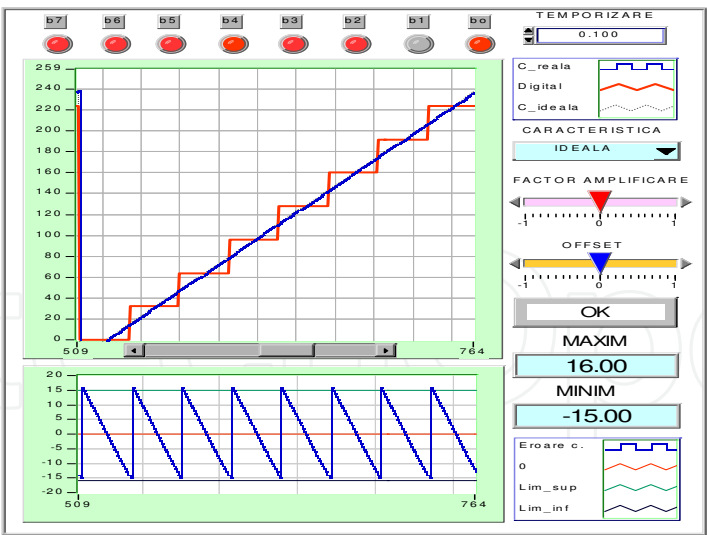 b7 b6 b5 b4 b3 b2 b1 bo
TEMPORIZARE
0.100
259
240
220
200
180
160
140
120
100
80
60
40
20
0
509 764
C_reala
Digital
C_ideala
CARACTERISTICA
IDEALA
FACTOR AMPLIFICARE
-1 0 1
OFFSET
-1 0 1
OK
MAXIM
16.00
MINIM
-15.00
20
15
10
5
0
-5
-10
-15
-20
509 764
Eroare c.
0
Lim_sup
Lim_inf